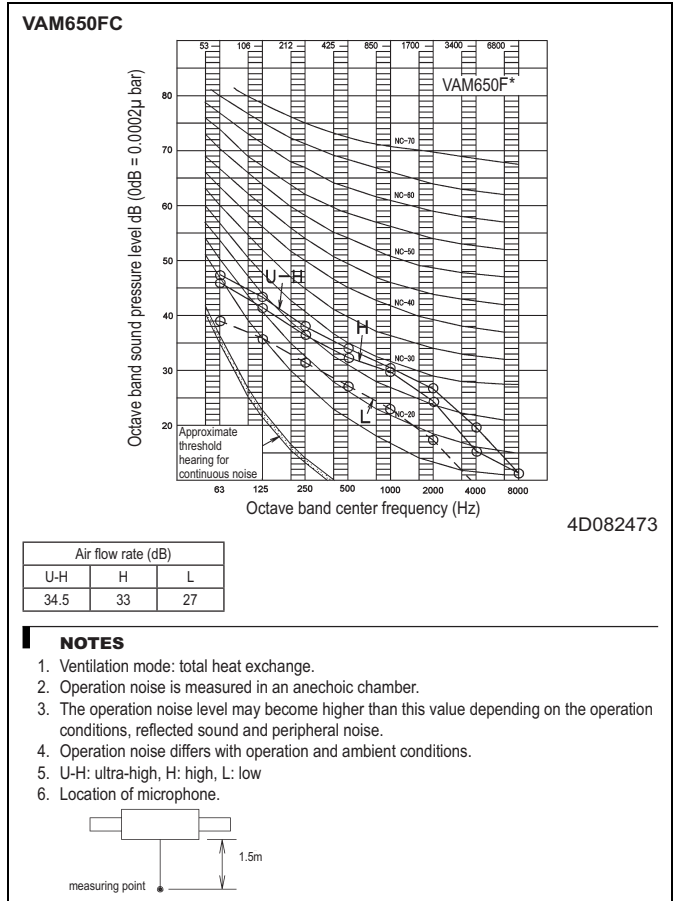 VAM650FC
53 106 212 425 850 1700 3400 6800
VAM650F*
Octave band sound pressure level dB (0dB = 0.0002μ bar)
80
70
60
50
40
30
20
NC-70
NC-60
NC-50
NC-40
NC-30
NC-20
U-H
H
L
Approximate
threshold
hearing for
continuous noise
63 125 250 500 1000 2000 4000 8000
Octave band center frequency (Hz)
4D082473
Air flow rate (dB)
U-H H L
34.5 33 27
NOTES
1. Ventilation mode: total heat exchange.
2. Operation noise is measured in an anechoic chamber.
3. The operation noise level may become higher than this value depending on the operation
conditions, reflected sound and peripheral noise.
4. Operation noise differs with operation and ambient conditions.
5. U-H: ultra-high, H: high, L: low
6. Location of microphone.
1.5m
measuring point